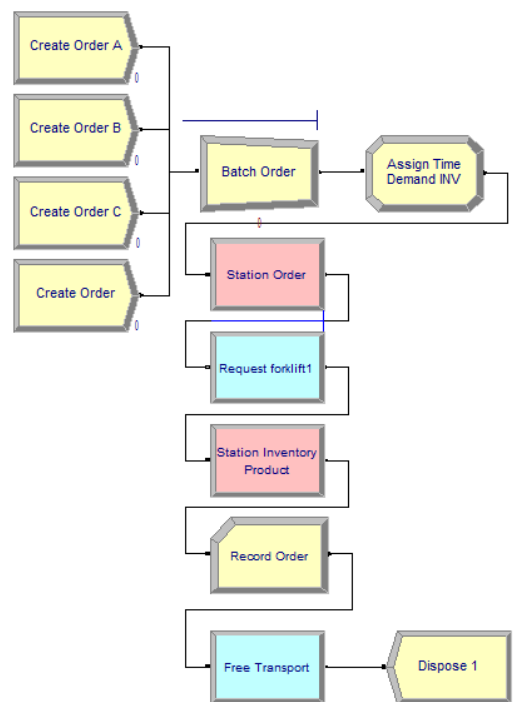 Create Order A
0
Create Order B
0
Create Order C
0
Create Order
0
Batch Order
0
Assign Time
Demand INV
Station Order
Request forklift1
Station Inventory
Product
Record Order
Free Transport
Dispose 1